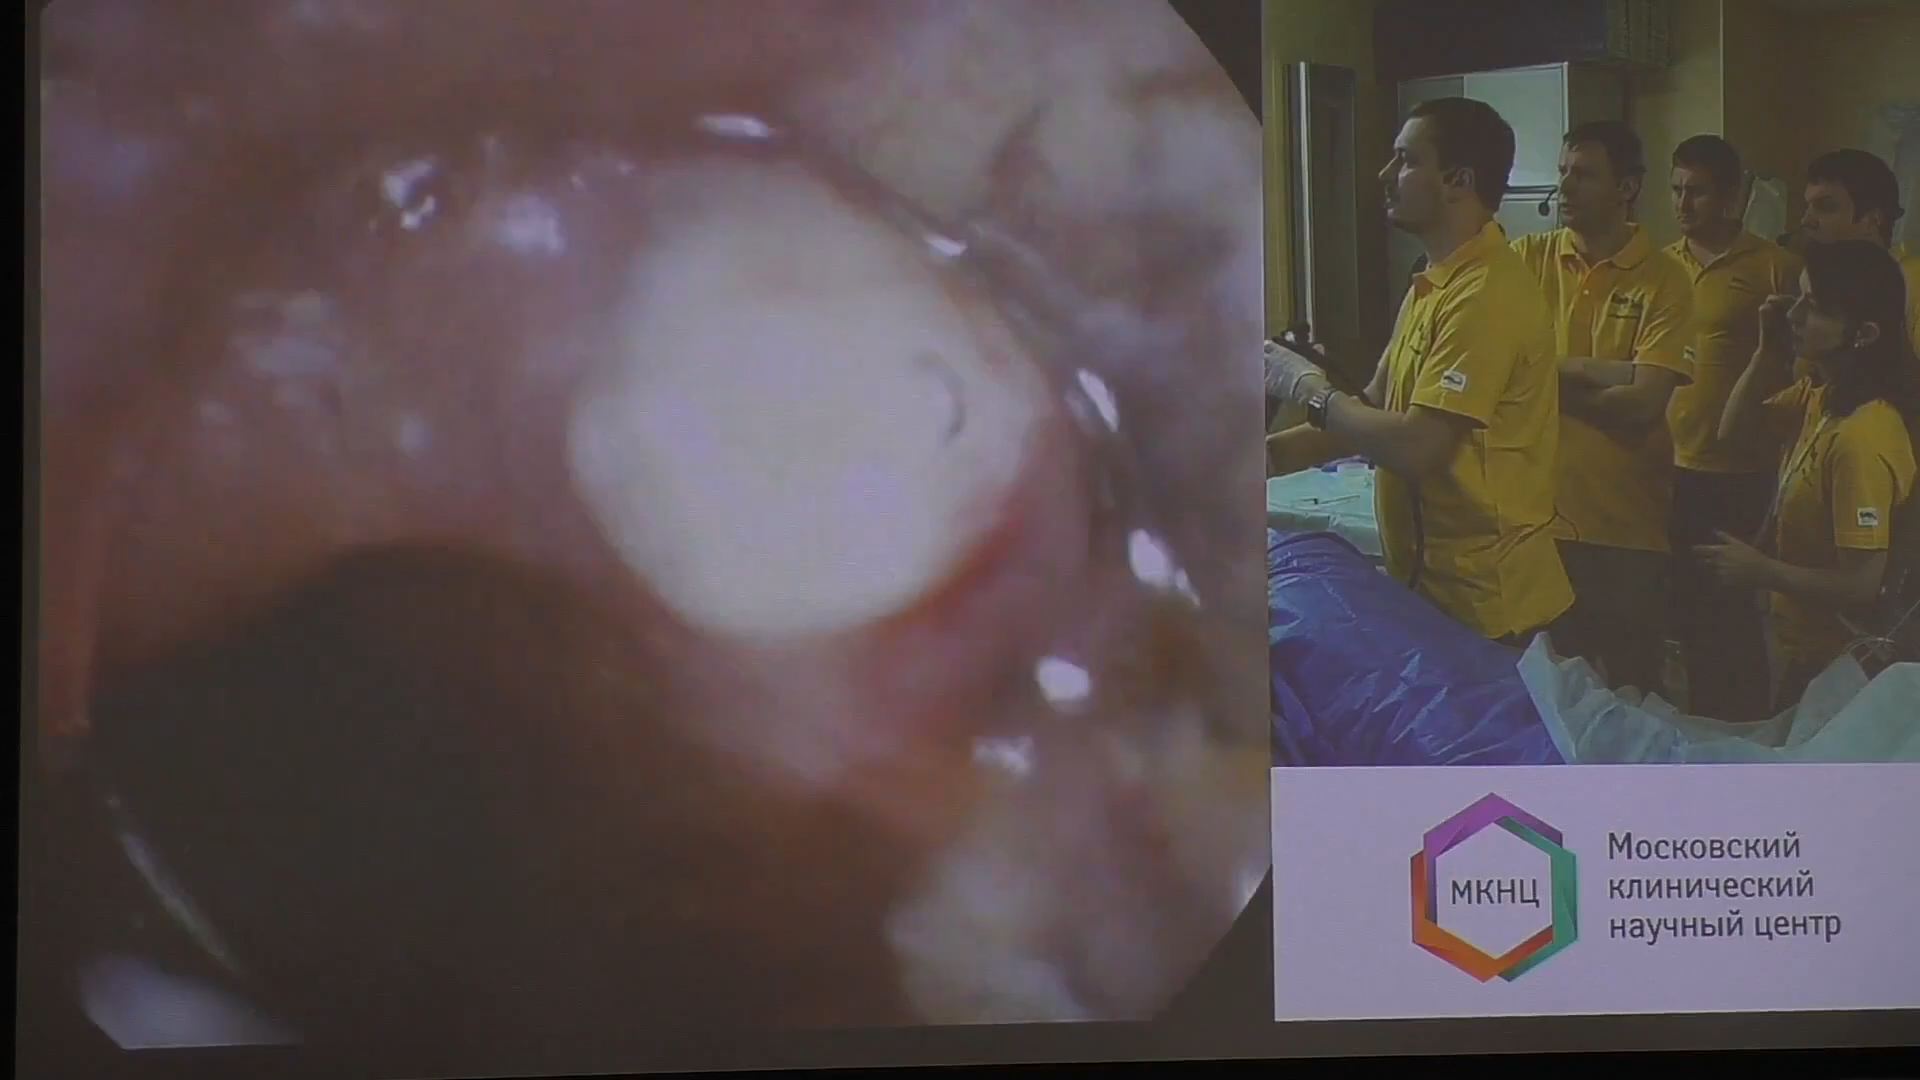 МКНЦ
Московский
клинический
научный центр